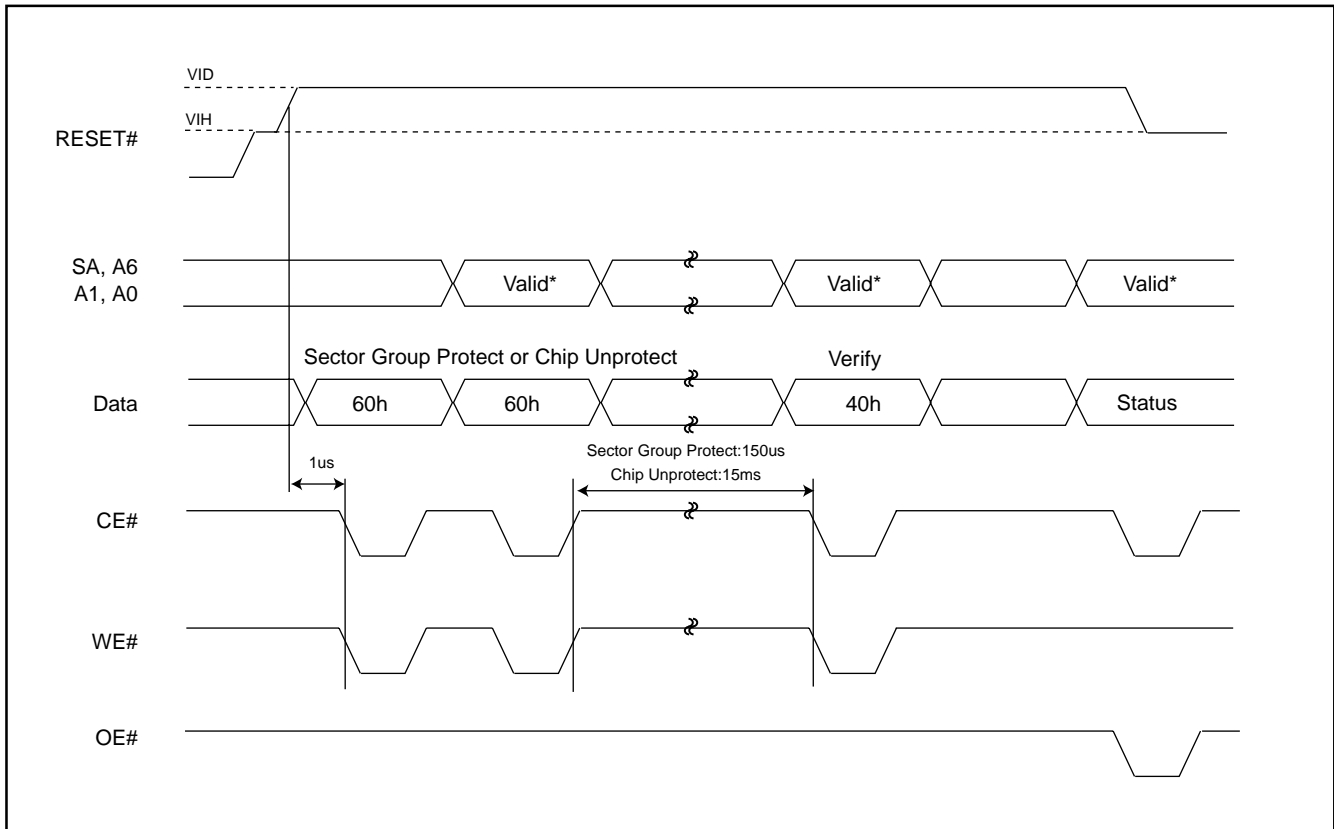 VID
VIH
RESET#
SA, A6
A1, A0
Valid*
Valid*
Valid*
Sector Group Protect or Chip Unprotect
Verify
Data
60h
60h
40h
Status
Sector Group Protect:150us
Chip Unprotect:15ms
1us
CE#
WE#
OE#